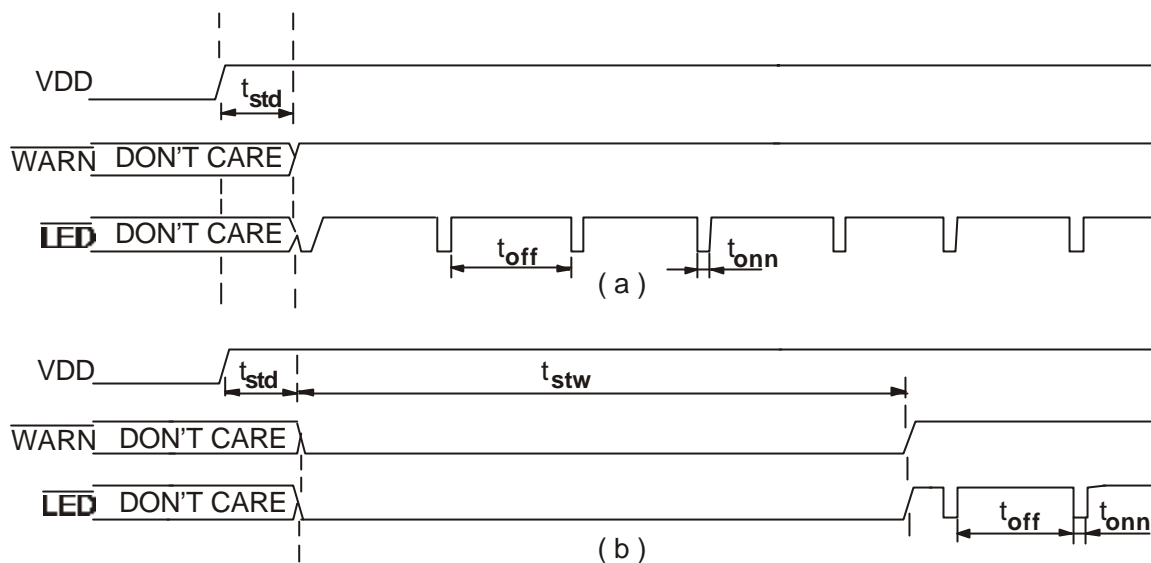 VDD
tstd
WARN DON'T CARE
LED DON'T CARE
toff
tonn
( a )
VDD
tstd
tstw
WARN DON'T CARE
LED DON'T CARE
toff
tonn
( b )